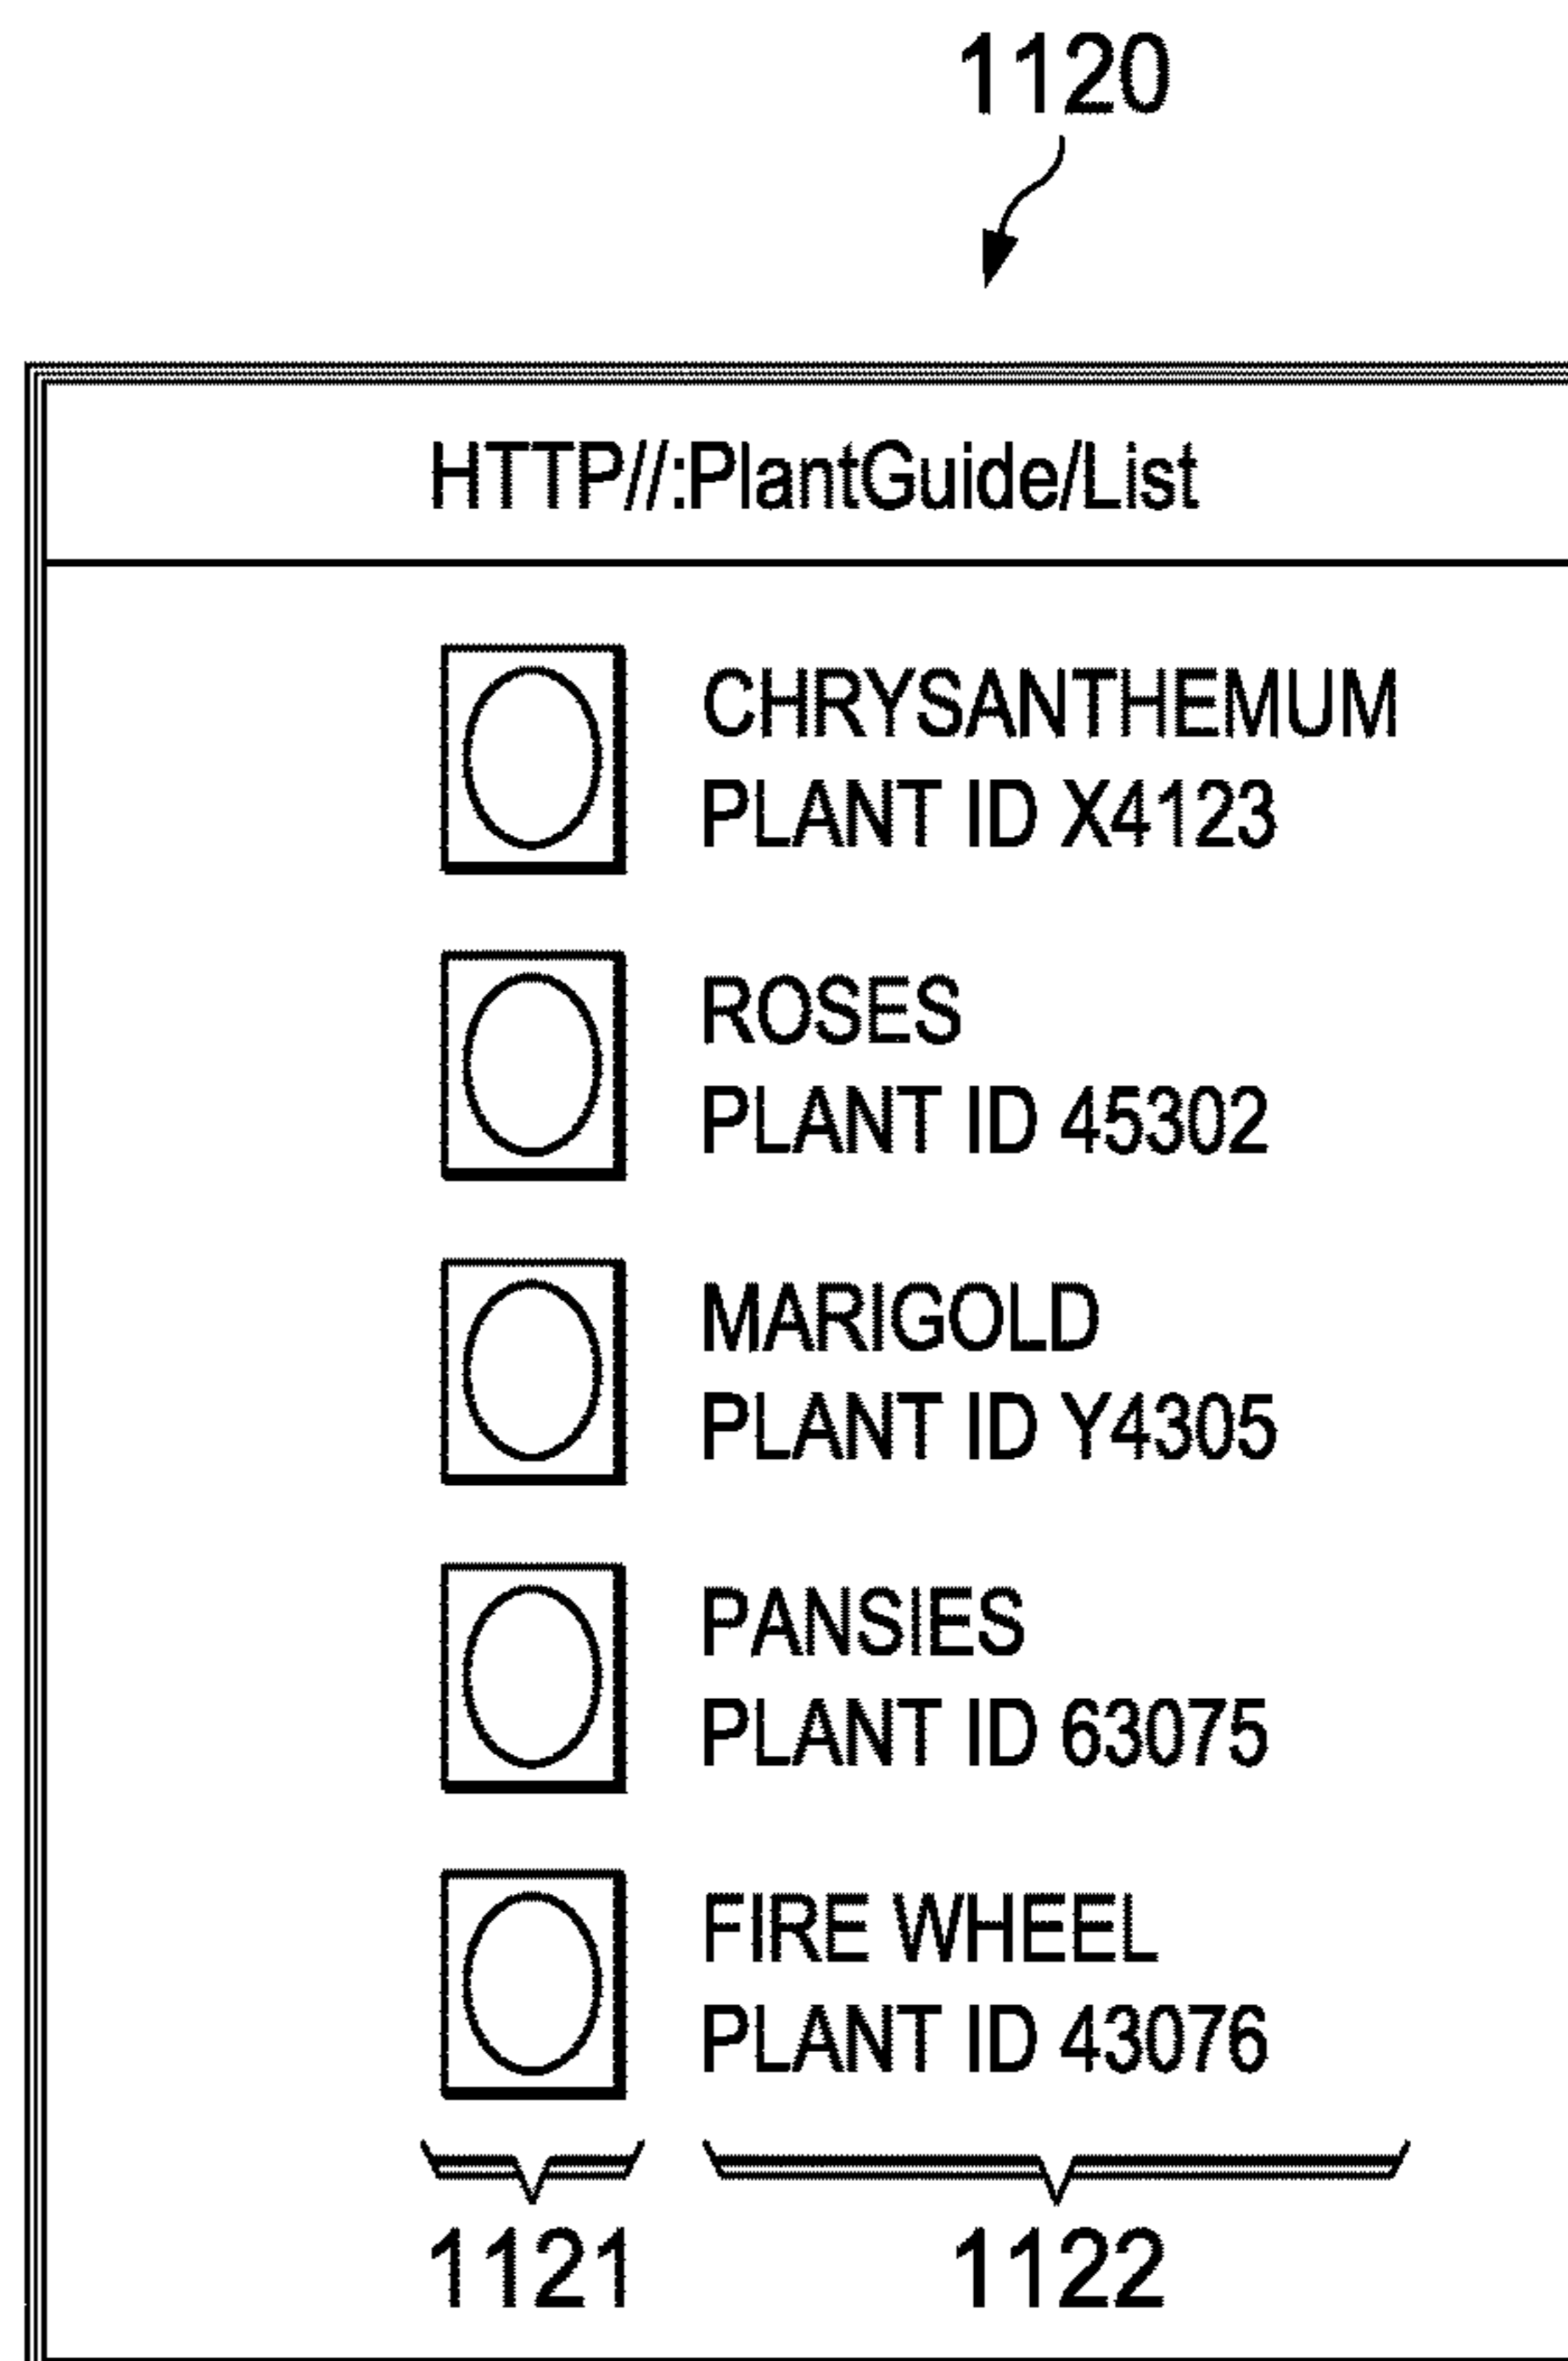 1120
HTTP//:PlantGuide/List
CHRYSANTHEMUM
PLANT ID X4123
ROSES
PLANT ID 45302
MARIGOLD
PLANT ID Y4305
PANSIES
PLANT ID 63075
FIRE WHEEL
PLANT ID 43076
1121 1122